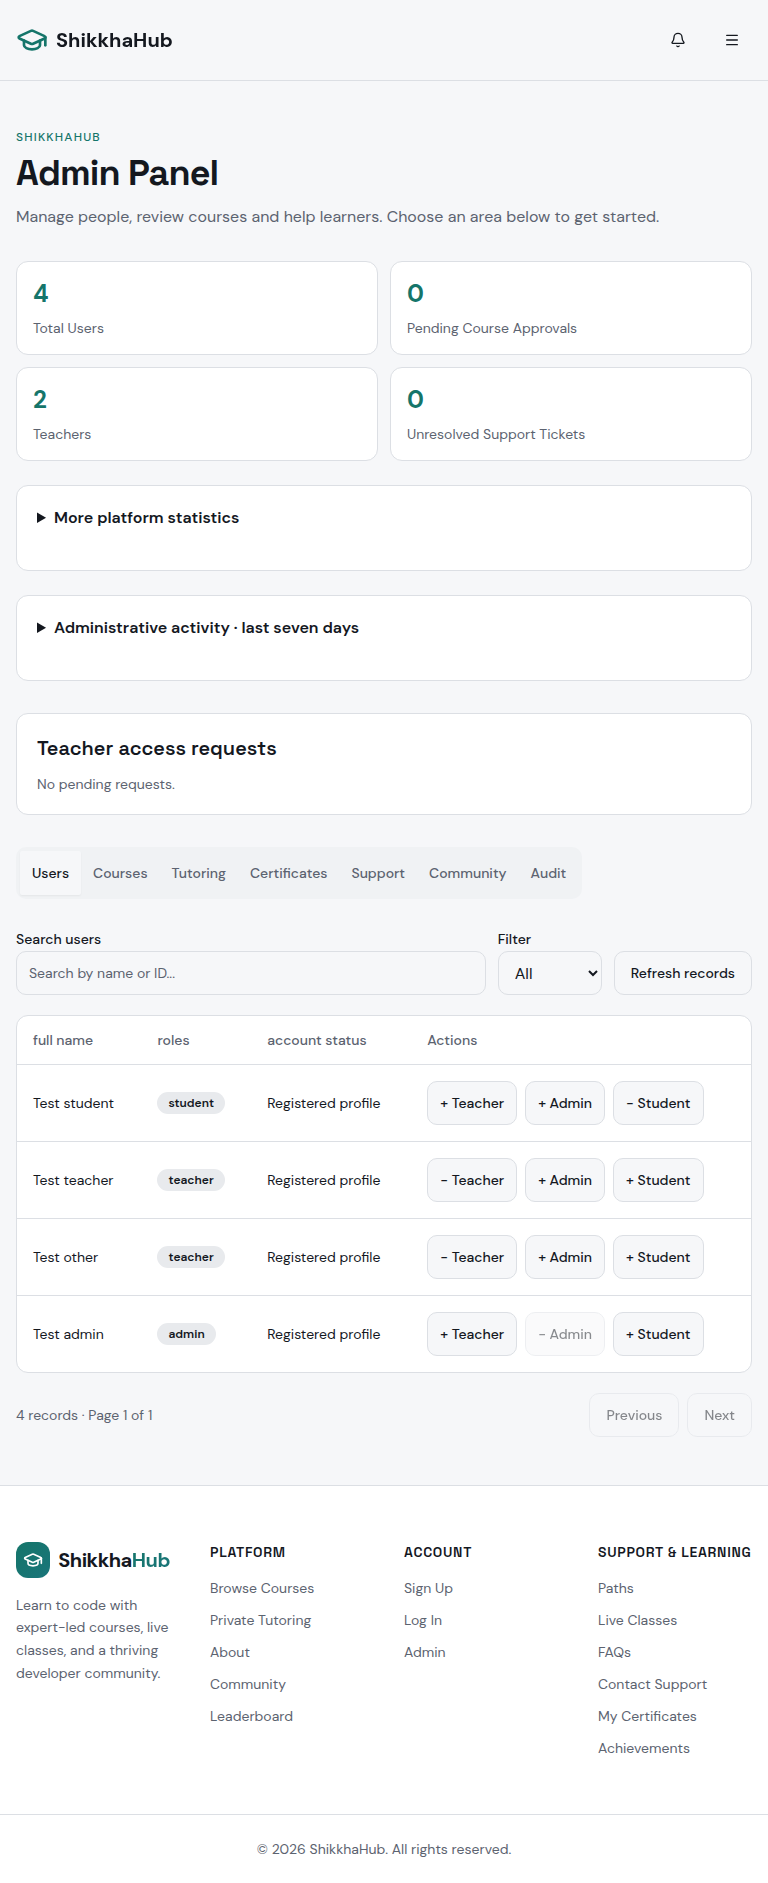 ShikkhaHub
SHIKKHAHUB
Admin Panel
Manage people, review courses and help learners. Choose an area below to get started.
4
Total Users
0
Pending Course Approvals
2
Teachers
0
Unresolved Support Tickets
More platform statistics
Administrative activity · last seven days
Teacher access requests
No pending requests.
Users Courses Tutoring Certificates Support Community Audit
Search users Filter
Search by name or ID... All Refresh records
full name roles account status Actions
Test student student Registered profile + Teacher + Admin − Student
Test teacher teacher Registered profile − Teacher + Admin + Student
Test other teacher Registered profile − Teacher + Admin + Student
Test admin admin Registered profile + Teacher − Admin + Student
4 records · Page 1 of 1 Previous Next
ShikkhaHub
Learn to code with
expert-led courses, live
classes, and a thriving
developer community.
PLATFORM
Browse Courses
Private Tutoring
About
Community
Leaderboard
ACCOUNT
Sign Up
Log In
Admin
SUPPORT & LEARNING
Paths
Live Classes
FAQs
Contact Support
My Certificates
Achievements
© 2026 ShikkhaHub. All rights reserved.